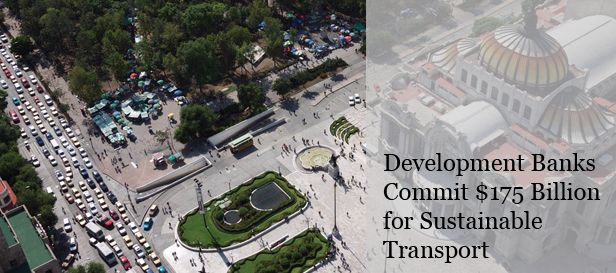 Development Banks
Commit $175 Billion
for Sustainable
Transport